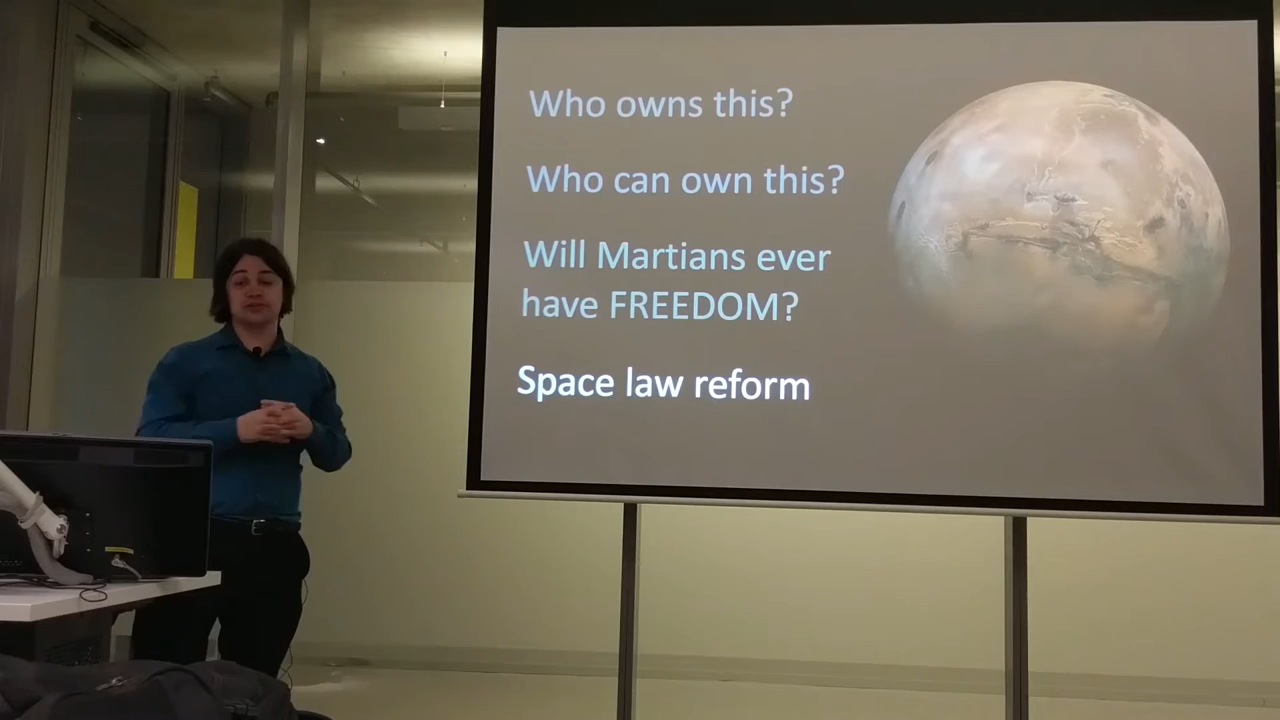 Who owns this?
Who can own this?
Will Martians ever
have FREEDOM?
Space law reform